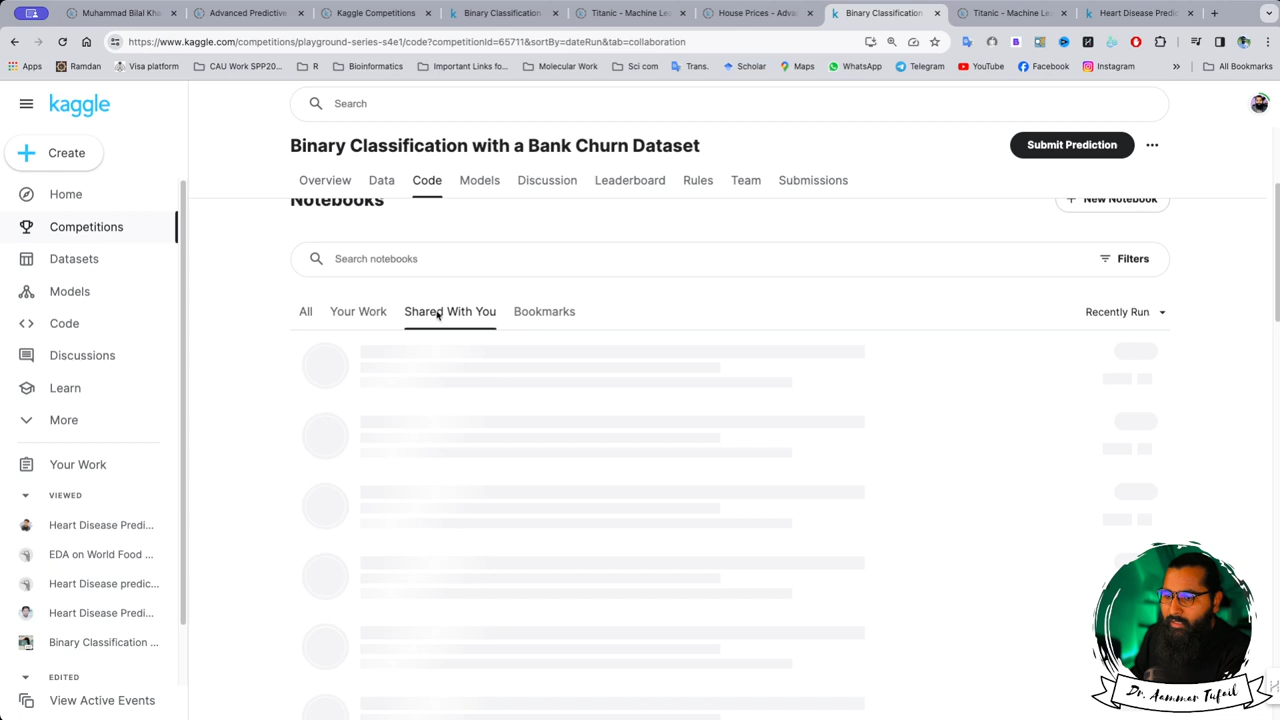 Muhammad Bilal Khi
Advanced Predictive
Kaggle Competitions
Binary Classification
Titanic - Machine Le
House Prices - Adva
Binary Classification
Titanic - Machine Le
Heart Disease Predic
https://www.kaggle.com/competitions/playground-series-s4e1/code?competitionId=65711&sortBy=dateRun&tab=collaboration
Apps
Ramdan
Visa platform
CAU Work SPP20...
R
Bioinformatics
Important Links fo...
Molecular Work
Sci com
Trans.
Scholar
Maps
WhatsApp
Telegram
YouTube
Facebook
Instagram
»
All Bookmarks
kaggle
Search
Create
Binary Classification with a Bank Churn Dataset
Submit Prediction
Overview
Data
Code
Models
Discussion
Leaderboard
Rules
Team
Submissions
Home
Competitions
Datasets
Models
Code
Discussions
Learn
More
Your Work
VIEWED
Heart Disease Predi...
EDA on World Food ...
Heart Disease predic...
Heart Disease Predi...
Binary Classification ...
EDITED
View Active Events
Notebooks
New Notebook
Search notebooks
Filters
All
Your Work
Shared With You
Bookmarks
Recently Run
Dr. Aammar Tufail